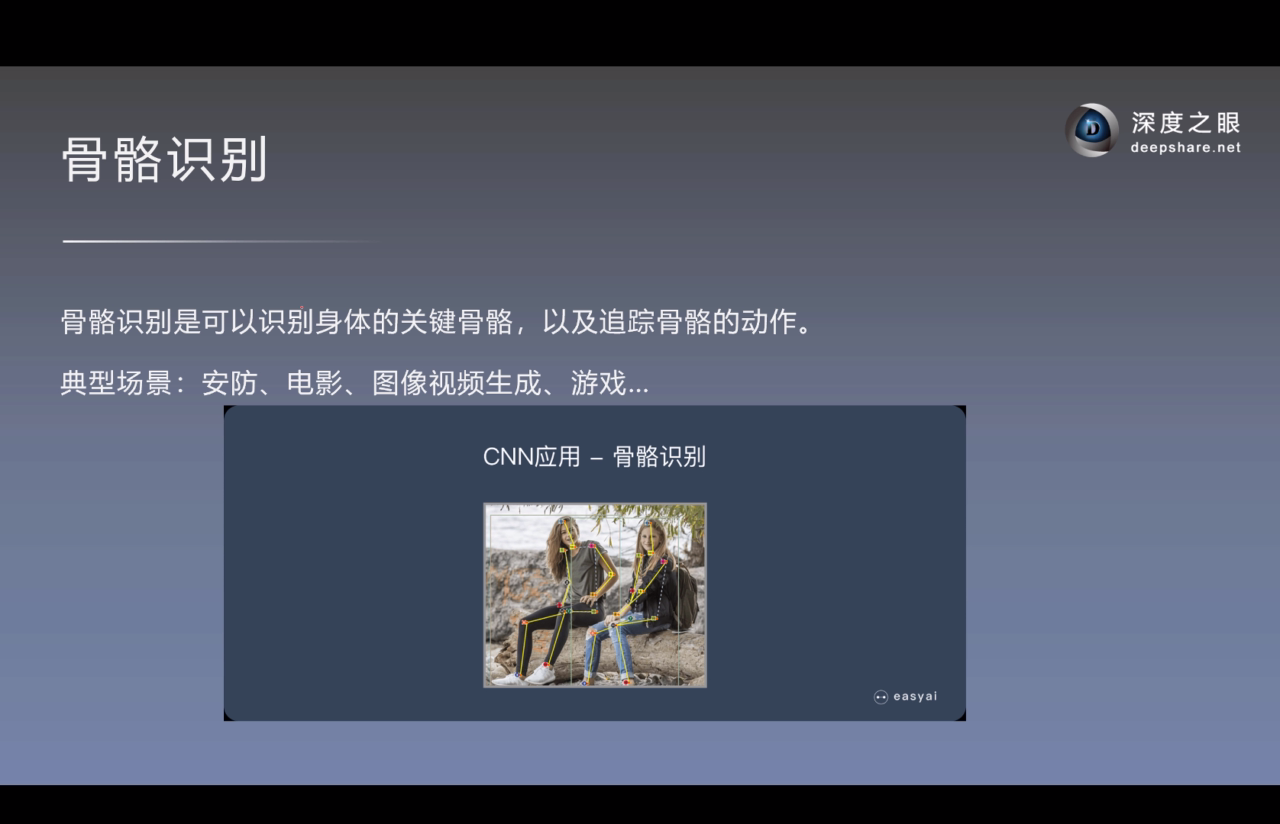 骨骼识别
深度之眼
deepshare.net
骨骼识别是可以识别身体的关键骨骼，以及追踪骨骼的动作。
典型场景：安防、电影、图像视频生成、游戏...
CNN应用 – 骨骼识别
easyai